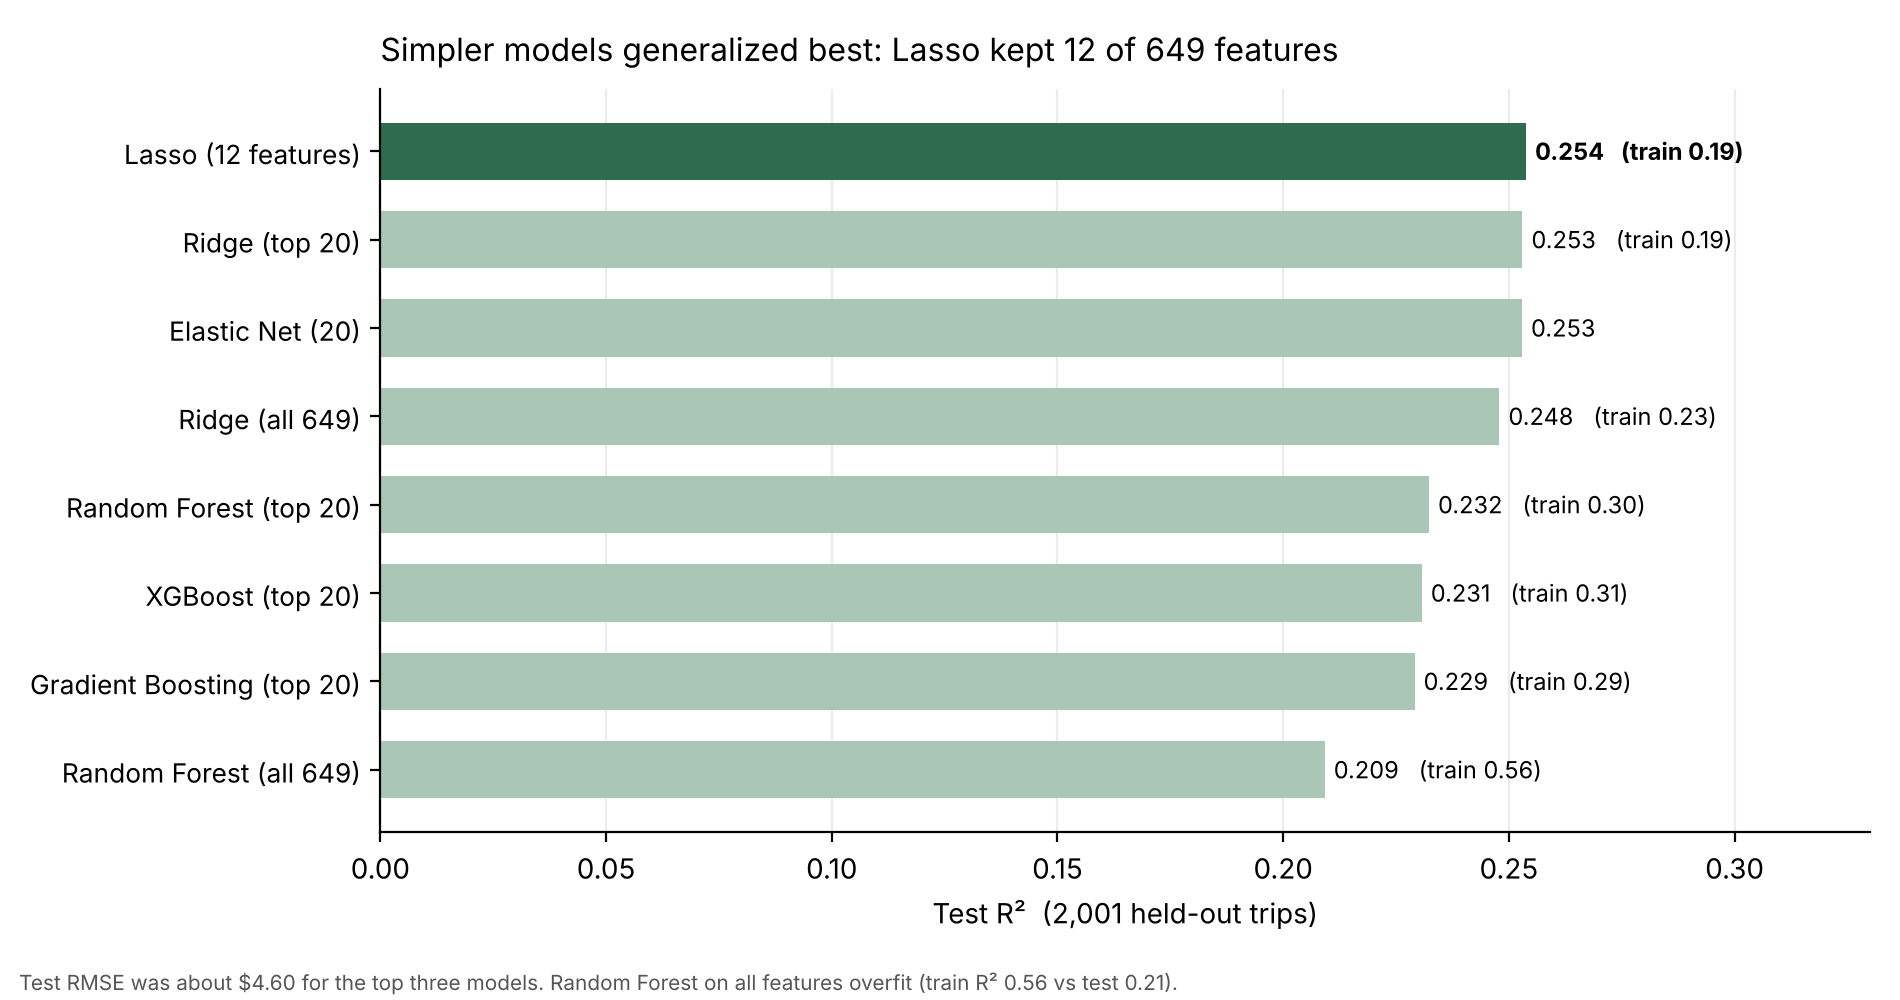 Simpler models generalized best: Lasso kept 12 of 649 features
Lasso (12 features) 0.254 (train 0.19)
Ridge (top 20) 0.253 (train 0.19)
Elastic Net (20) 0.253
Ridge (all 649) 0.248 (train 0.23)
Random Forest (top 20) 0.232 (train 0.30)
XGBoost (top 20) 0.231 (train 0.31)
Gradient Boosting (top 20) 0.229 (train 0.29)
Random Forest (all 649) 0.209 (train 0.56)
0.00 0.05 0.10 0.15 0.20 0.25 0.30
Test R² (2,001 held-out trips)
Test RMSE was about $4.60 for the top three models. Random Forest on all features overfit (train R² 0.56 vs test 0.21).